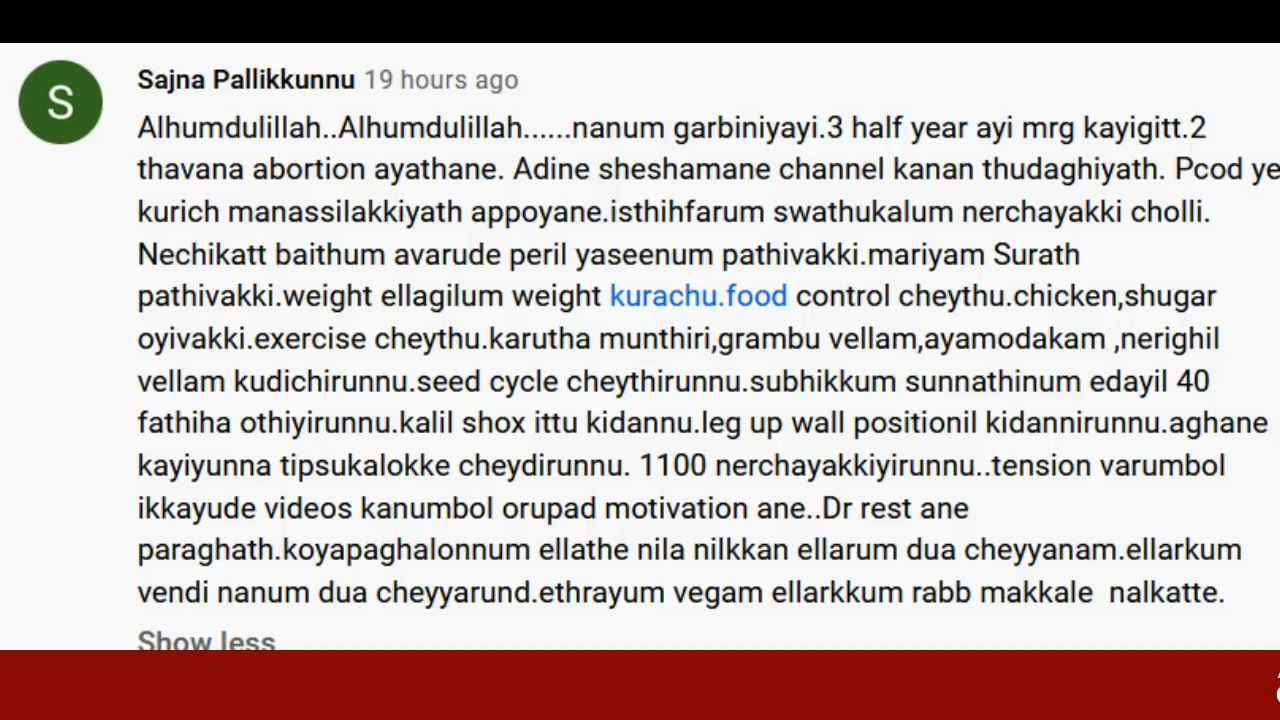 S
Sajna Pallikkunnu 19 hours ago
Alhumdulillah..Alhumdulillah......nanum garbiniyayi.3 half year ayi mrg kayigitt.2
thavana abortion ayathane. Adine sheshamane channel kanan thudaghiyath. Pcod ye
kurich manassilakkiyath appoyane.isthihfarum swathukalum nerchayakki cholli.
Nechikatt baithum avarude peril yaseenum pathivakki.mariyam Surath
pathivakki.weight ellagilum weight kurachu.food control cheythu.chicken,shugar
oyivakki.exercise cheythu.karutha munthiri,grambu vellam,ayamodakam ,nerighil
vellam kudichirunnu.seed cycle cheythirunnu.subhikkum sunnathinum edayil 40
fathiha othiyirunnu.kalil shox ittu kidannu.leg up wall positionil kidannirunnu.aghane
kayiyunna tipsukalokke cheydirunnu. 1100 nerchayakkiyirunnu..tension varumbol
ikkayude videos kanumbol orupad motivation ane..Dr rest ane
paraghath.koyapaghalonnum ellathe nila nilkkan ellarum dua cheyyanam.ellarkum
vendi nanum dua cheyyarund.ethrayum vegam ellarkkum rabb makkale  nalkatte.
Show less